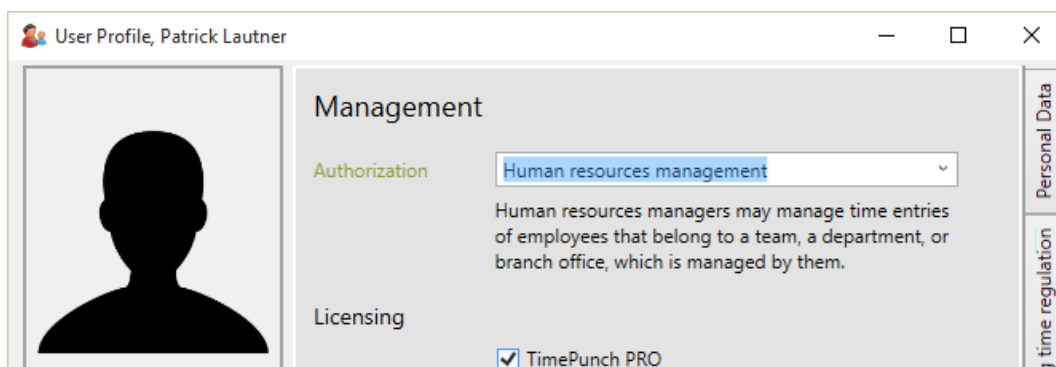 User Profile, Patrick Lautner
Management
Authorization
Human resources management
Human resources managers may manage time entries
of employees that belong to a team, a department, or
branch office, which is managed by them.
Licensing
TimePunch PRO
Personal Data
time regulation